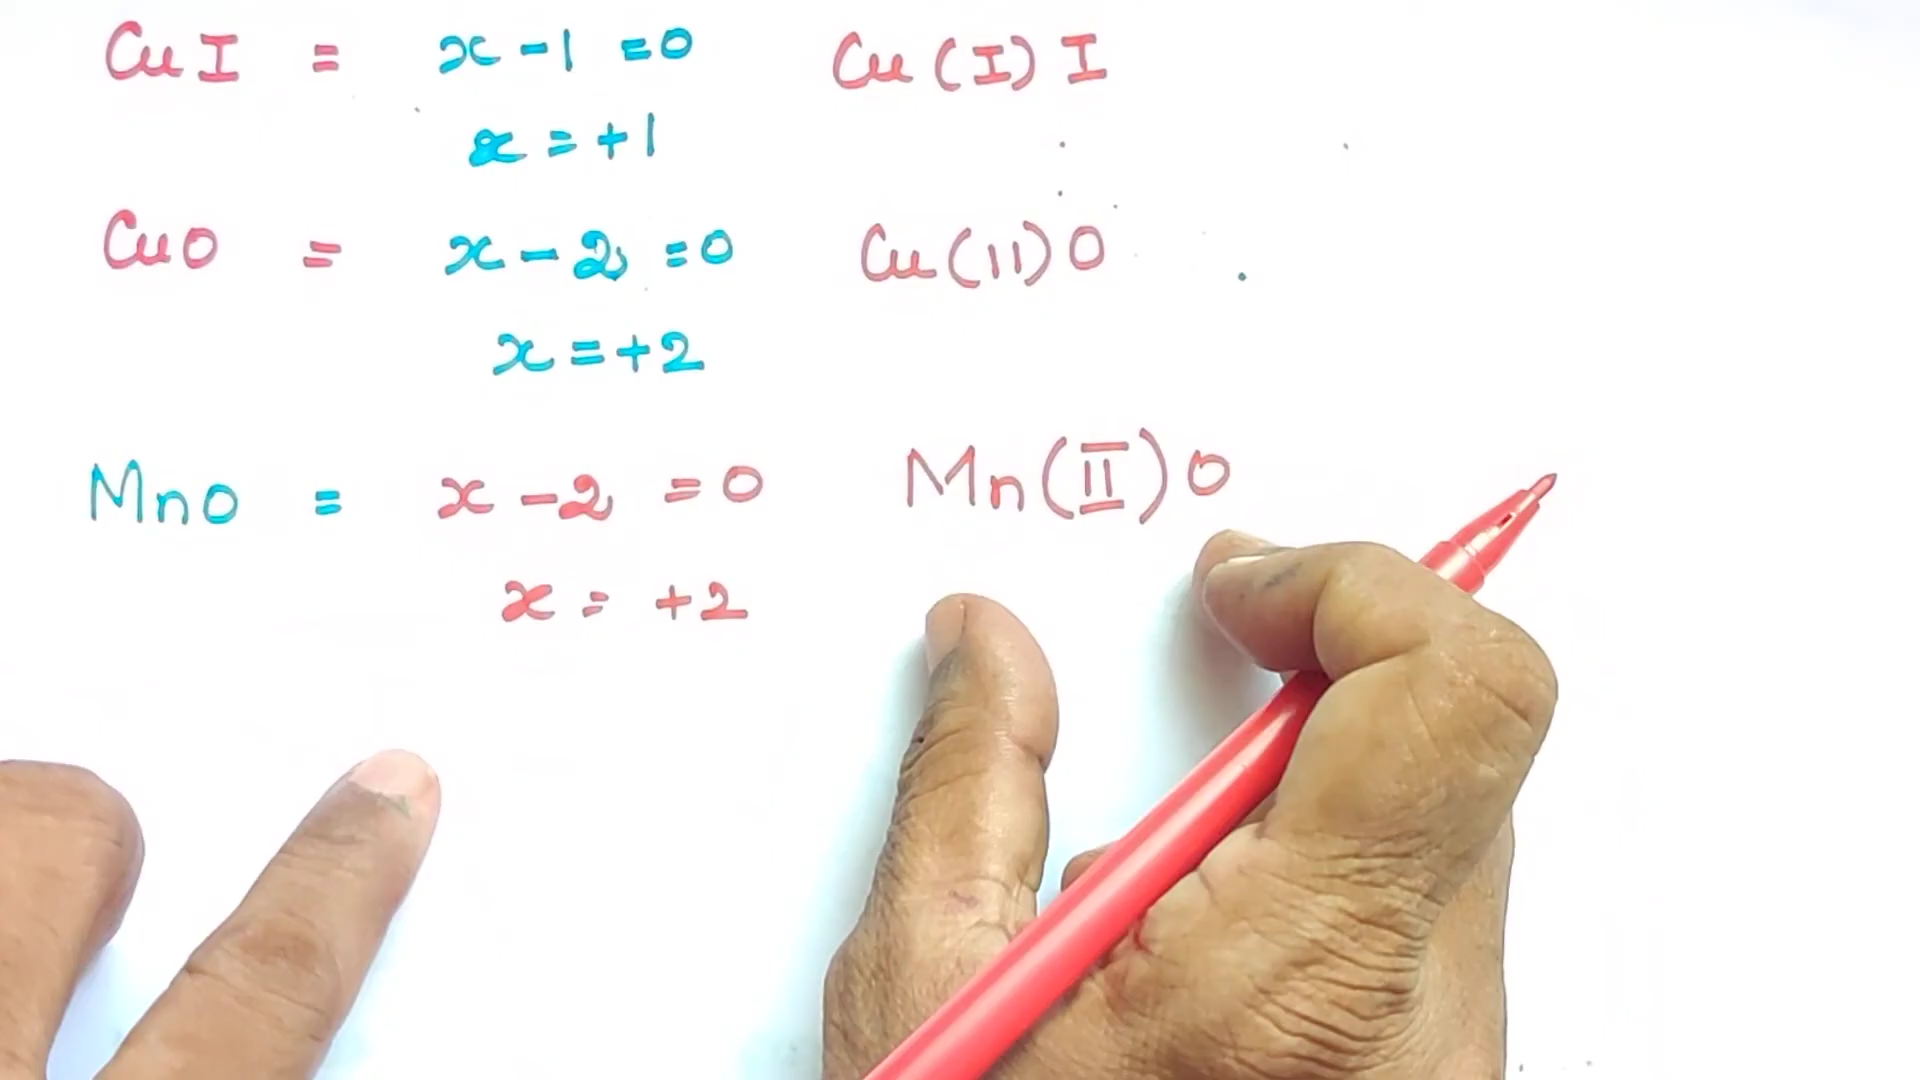 CuI = x - 1 = 0 Cu(I)I
x = +1
CuO = x - 2 = 0 Cu(II)O
x = +2
MnO = x - 2 = 0 Mn(II)O
x = +2